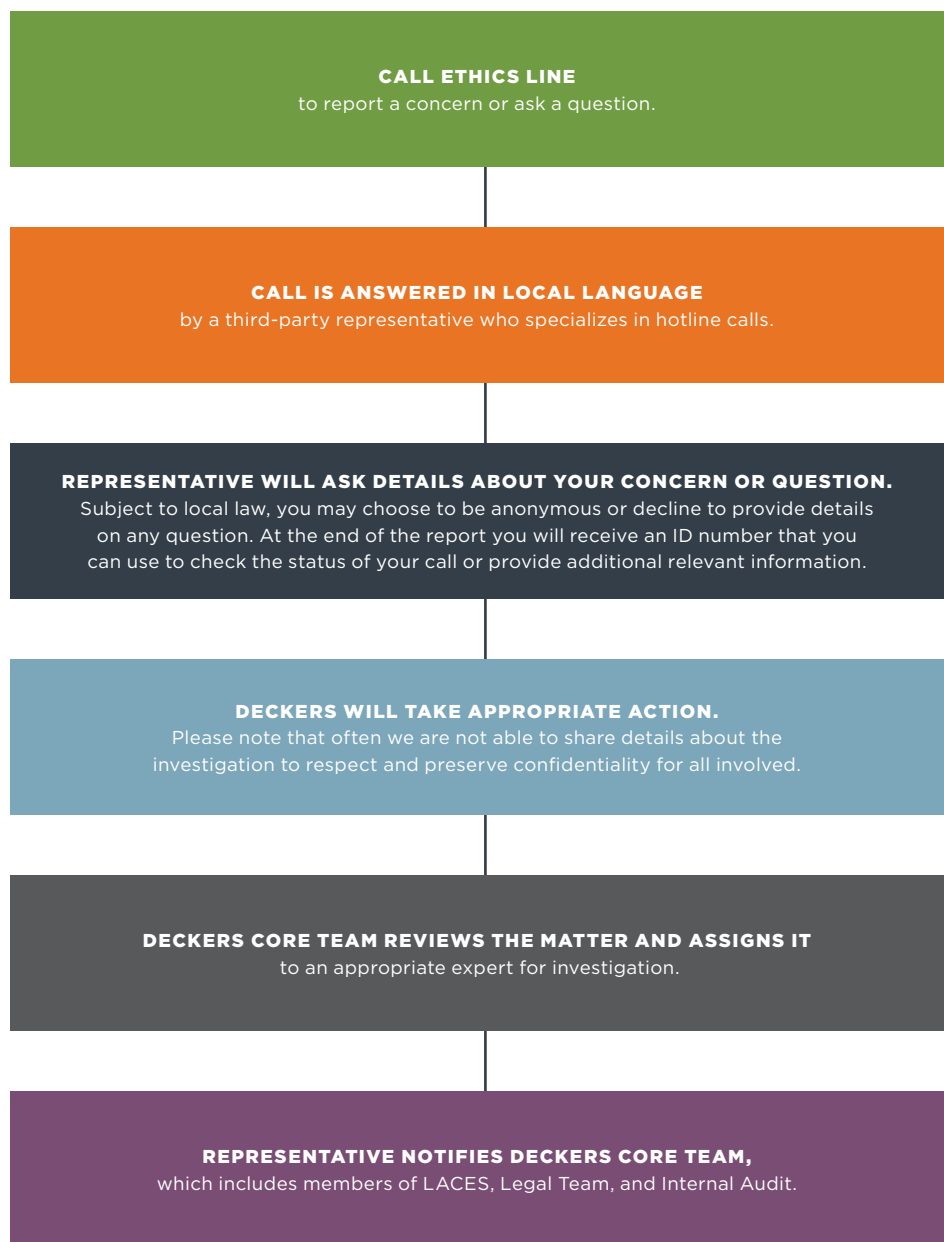 CALL ETHICS LINE
to report a concern or ask a question.
CALL IS ANSWERED IN LOCAL LANGUAGE
by a third-party representative who specializes in hotline calls.
REPRESENTATIVE WILL ASK DETAILS ABOUT YOUR CONCERN OR QUESTION.
Subject to local law, you may choose to be anonymous or decline to provide details
on any question. At the end of the report you will receive an ID number that you
can use to check the status of your call or provide additional relevant information.
DECKERS WILL TAKE APPROPRIATE ACTION.
Please note that often we are not able to share details about the
investigation to respect and preserve confidentiality for all involved.
DECKERS CORE TEAM REVIEWS THE MATTER AND ASSIGNS IT
to an appropriate expert for investigation.
REPRESENTATIVE NOTIFIES DECKERS CORE TEAM,
which includes members of LACES, Legal Team, and Internal Audit.